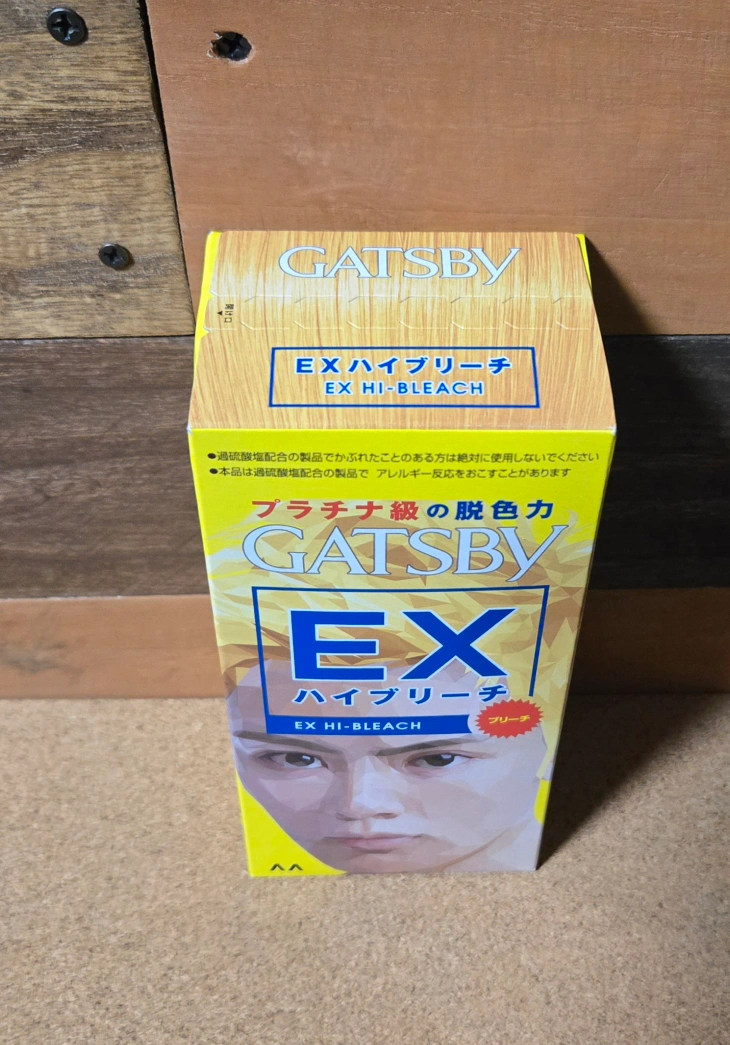 GATSBY
開け口
EXハイブリーチ
EX HI-BLEACH
●過硫酸塩配合の製品でかぶれたことのある方は絶対に使用しないでください
●本品は過硫酸塩配合の製品で アレルギー反応をおこすことがあります
プラチナ級の脱色力
GATSBY
EX
ハイブリーチ
EX HI-BLEACH
ブリーチ